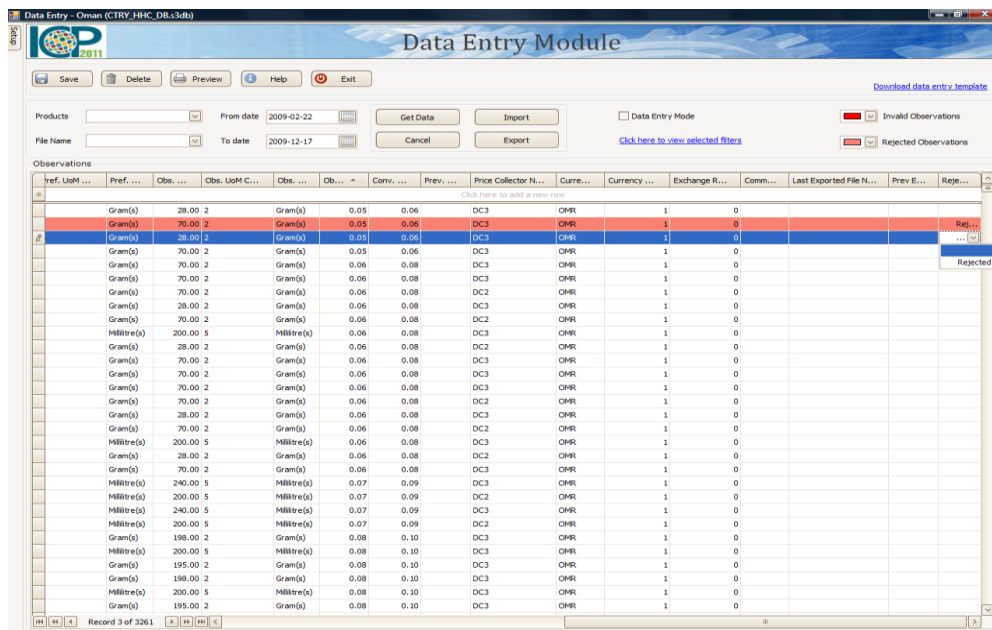 Data Entry - Oman (CTRY_HHC_DB.s3db)
Setup
ICP 2011
Data Entry Module
Save Delete Preview Help Exit
Download data entry template
Products From date 2009-02-22 Get Data Import Data Entry Mode Invalid Observations
File Name To date 2009-12-17 Cancel Export Click here to view selected filters Rejected Observations
Observations
Pref. UoM ... Pref. ... Obs. ... Obs. UoM C... Obs. ... Ob... Conv. ... Prev. ... Price Collector N... Curre... Currency ... Exchange R... Comm... Last Exported File N... Prev E... Reje...
Click here to add a new row
Gram(s) 28.00 2 Gram(s) 0.05 0.06 DC3 OMR 1 0
Gram(s) 70.00 2 Gram(s) 0.05 0.06 DC3 OMR 1 0 Rej...
Gram(s) 28.00 2 Gram(s) 0.05 0.06 DC3 OMR 1 0 ...
Gram(s) 70.00 2 Gram(s) 0.05 0.06 DC3 OMR 1 0
Gram(s) 70.00 2 Gram(s) 0.06 0.08 DC3 OMR 1 0 Rejected
Gram(s) 70.00 2 Gram(s) 0.06 0.08 DC3 OMR 1 0
Gram(s) 70.00 2 Gram(s) 0.06 0.08 DC2 OMR 1 0
Gram(s) 28.00 2 Gram(s) 0.06 0.08 DC3 OMR 1 0
Gram(s) 70.00 2 Gram(s) 0.06 0.08 DC2 OMR 1 0
Millilitre(s) 200.00 5 Millilitre(s) 0.06 0.08 DC3 OMR 1 0
Gram(s) 28.00 2 Gram(s) 0.06 0.08 DC2 OMR 1 0
Gram(s) 70.00 2 Gram(s) 0.06 0.08 DC3 OMR 1 0
Gram(s) 70.00 2 Gram(s) 0.06 0.08 DC3 OMR 1 0
Gram(s) 70.00 2 Gram(s) 0.06 0.08 DC3 OMR 1 0
Gram(s) 70.00 2 Gram(s) 0.06 0.08 DC2 OMR 1 0
Gram(s) 28.00 2 Gram(s) 0.06 0.08 DC3 OMR 1 0
Gram(s) 70.00 2 Gram(s) 0.06 0.08 DC2 OMR 1 0
Millilitre(s) 200.00 5 Millilitre(s) 0.06 0.08 DC3 OMR 1 0
Gram(s) 28.00 2 Gram(s) 0.06 0.08 DC2 OMR 1 0
Gram(s) 70.00 2 Gram(s) 0.06 0.08 DC3 OMR 1 0
Millilitre(s) 240.00 5 Millilitre(s) 0.07 0.09 DC3 OMR 1 0
Millilitre(s) 200.00 5 Millilitre(s) 0.07 0.09 DC2 OMR 1 0
Millilitre(s) 240.00 5 Millilitre(s) 0.07 0.09 DC3 OMR 1 0
Millilitre(s) 200.00 5 Millilitre(s) 0.07 0.09 DC2 OMR 1 0
Gram(s) 198.00 2 Gram(s) 0.08 0.10 DC3 OMR 1 0
Millilitre(s) 200.00 5 Millilitre(s) 0.08 0.10 DC3 OMR 1 0
Gram(s) 195.00 2 Gram(s) 0.08 0.10 DC3 OMR 1 0
Gram(s) 198.00 2 Gram(s) 0.08 0.10 DC3 OMR 1 0
Millilitre(s) 200.00 5 Millilitre(s) 0.08 0.10 DC3 OMR 1 0
Gram(s) 195.00 2 Gram(s) 0.08 0.10 DC3 OMR 1 0
Record 3 of 3261